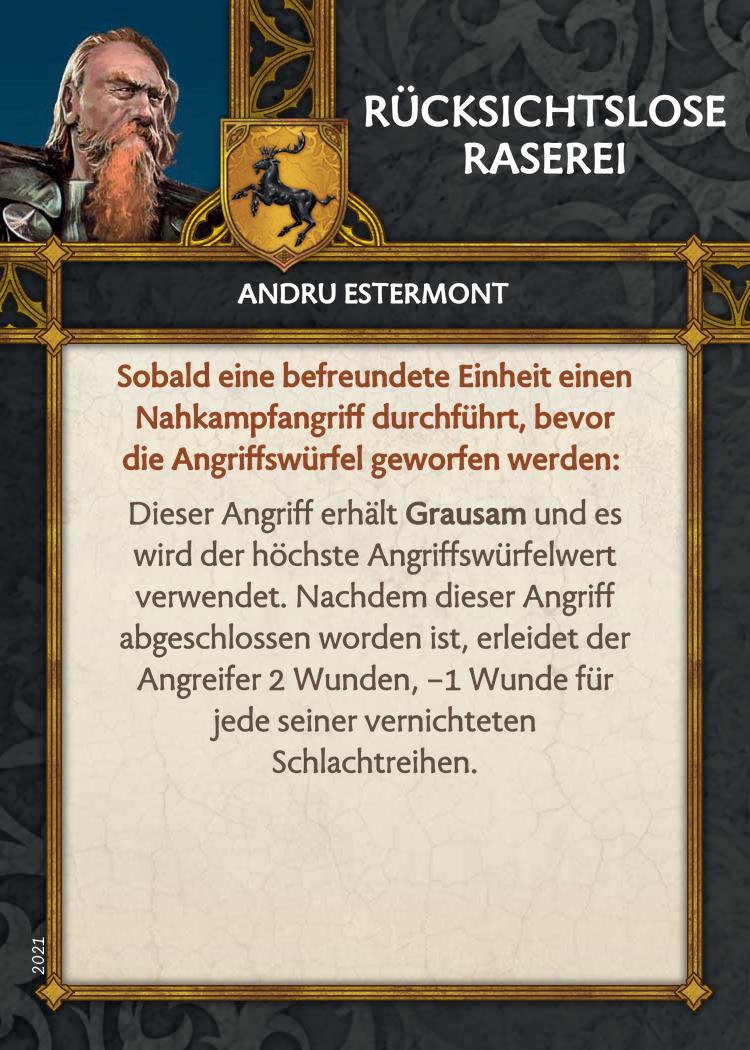 RÜCKSICHTSLOSE
RASEREI
ANDRU ESTERMONT
Sobald eine befreundete Einheit einen
Nahkampfangriff durchführt, bevor
die Angriffswürfel geworfen werden:
Dieser Angriff erhält Grausam und es
wird der höchste Angriffswürfelwert
verwendet. Nachdem dieser Angriff
abgeschlossen worden ist, erleidet der
Angreifer 2 Wunden, −1 Wunde für
jede seiner vernichteten
Schlachtreihen.
2021